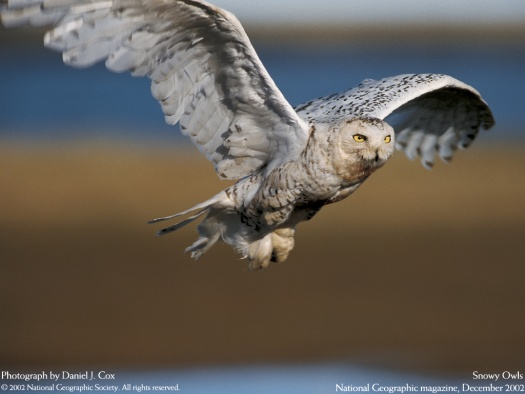 Photograph by Daniel J. Cox
© 2002 National Geographic Society. All rights reserved.
Snowy Owls
National Geographic magazine, December 2002